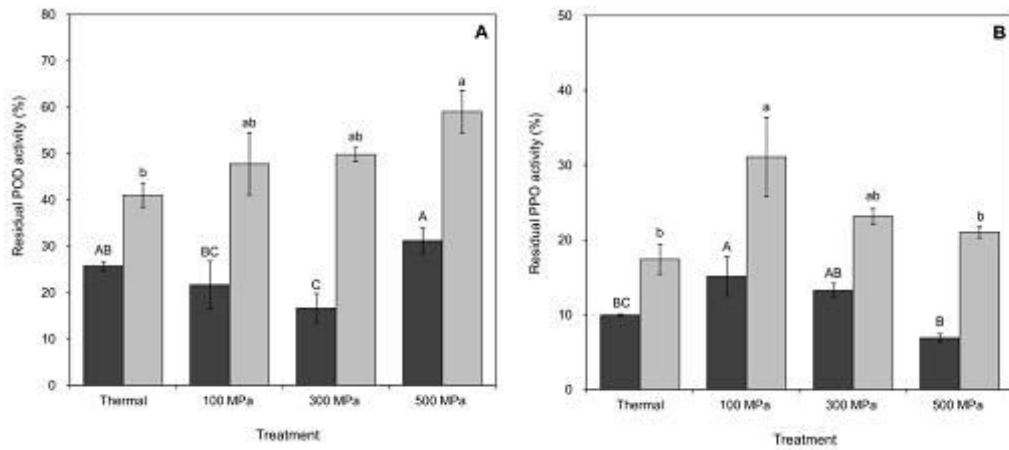 A
Residual POD activity (%)
80
70
60
50
40
30
20
10
0
AB
b
BC
ab
C
ab
A
a
Thermal
100 MPa
300 MPa
500 MPa
Treatment
B
Residual PPO activity (%)
50
40
30
20
10
0
BC
b
A
a
AB
ab
B
b
Thermal
100 MPa
300 MPa
500 MPa
Treatment